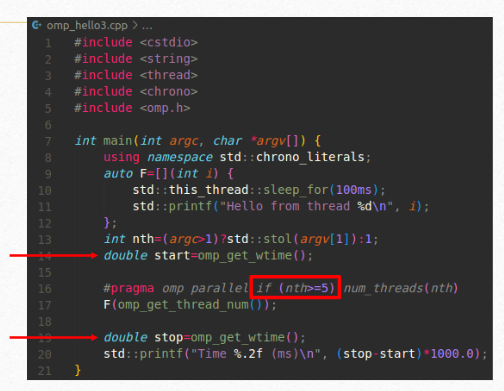 omp_hello3.cpp > ...
1 #include <cstdio>
2 #include <string>
3 #include <thread>
4 #include <chrono>
5 #include <omp.h>
6
7 int main(int argc, char *argv[]) {
8 using namespace std::chrono_literals;
9 auto F=[](int i) {
10 std::this_thread::sleep_for(100ms);
11 std::printf("Hello from thread %d\n", i);
12 };
13 int nth=(argc>1)?std::stol(argv[1]):1;
14 double start=omp_get_wtime();
15
16 #pragma omp parallel if (nth>=5) num_threads(nth)
17 F(omp_get_thread_num());
18
19 double stop=omp_get_wtime();
20 std::printf("Time %.2f (ms)\n", (stop-start)*1000.0);
21 }